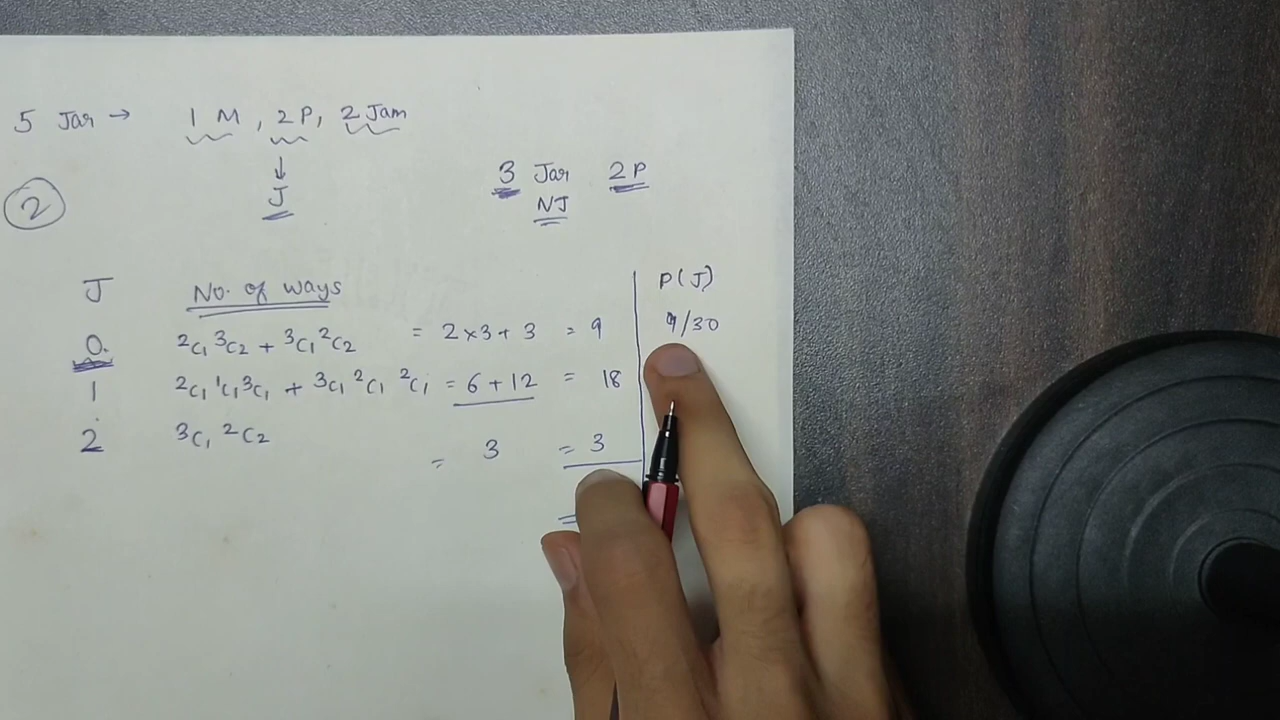 5 Jar → 1 M , 2 P, 2 Jam
↓
J
3 Jar 2 P
NJ
2
J No. of ways P(J)
0. ²C₁ ³C₂ + ³C₁ ²C₂ = 2×3+3 = 9 9/30
1 ²C₁ ¹C₁ ³C₁ + ³C₁ ²C₁ ²C₁ = 6+12 = 18
2 ³C₁ ²C₂ = 3 = 3
=